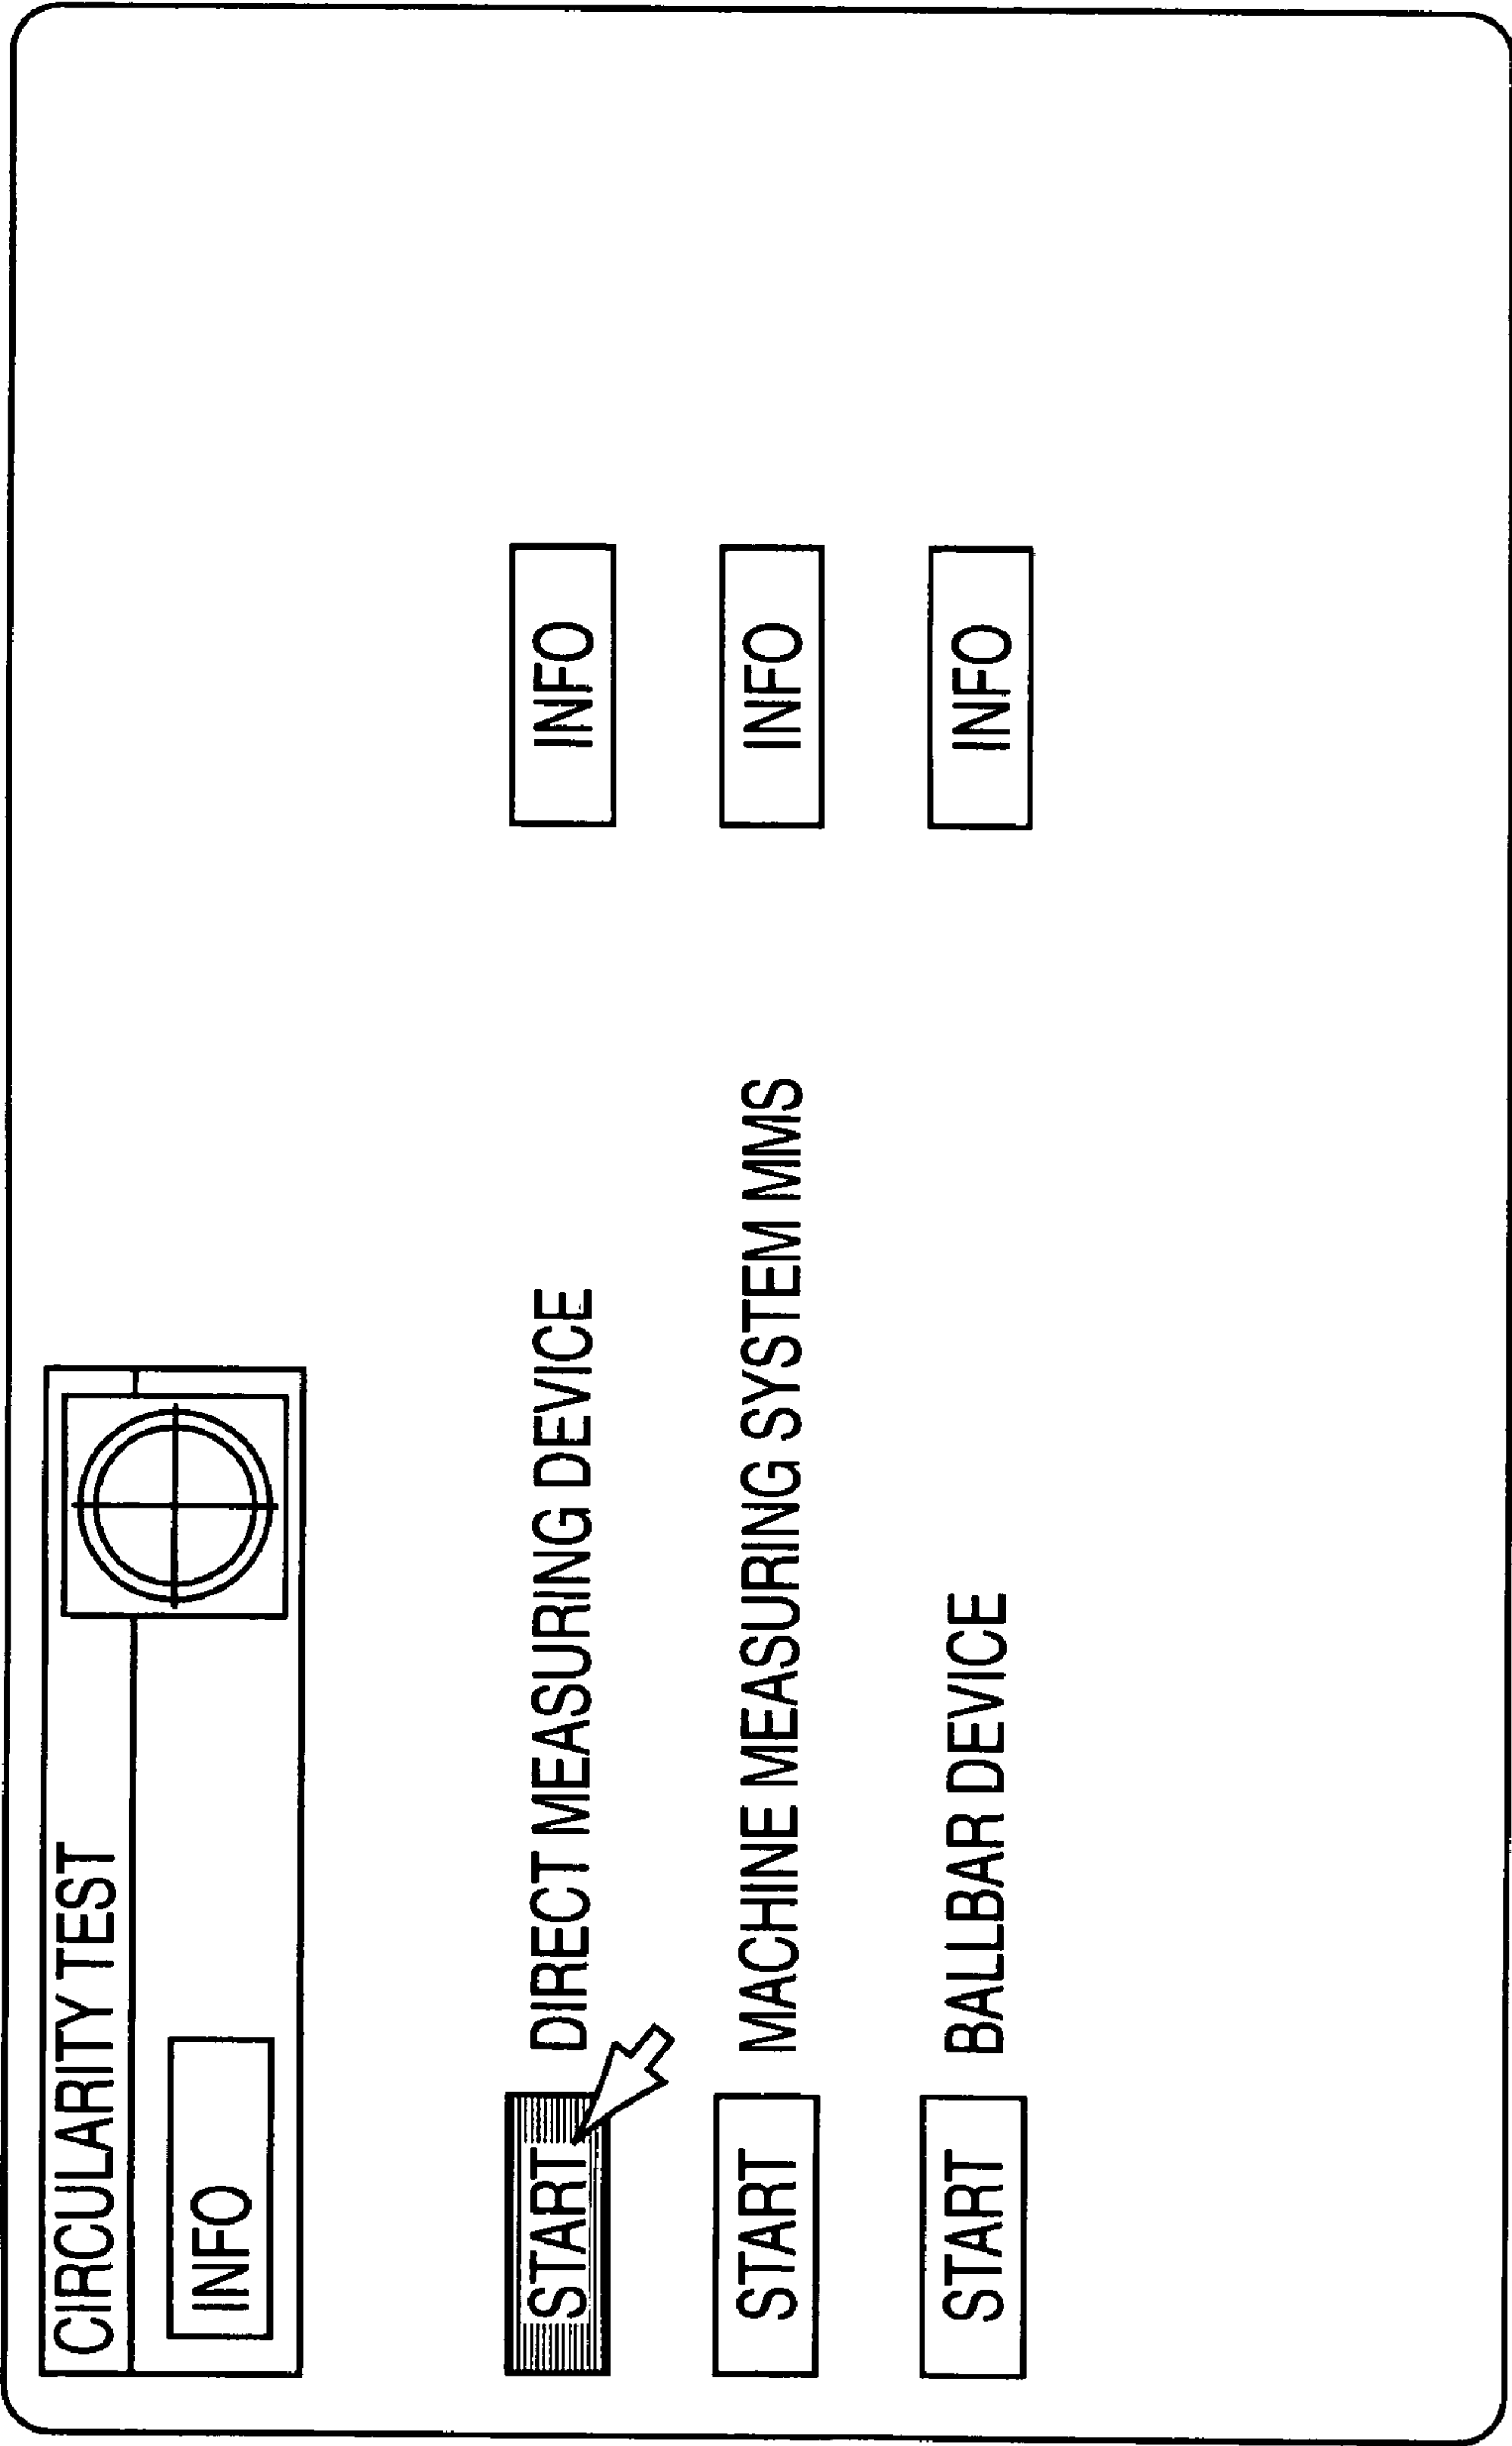 CIRCULARITY TEST
INFO
START DIRECT MEASURING DEVICE INFO
START MACHINE MEASURING SYSTEM MMS INFO
START BALLBAR DEVICE INFO